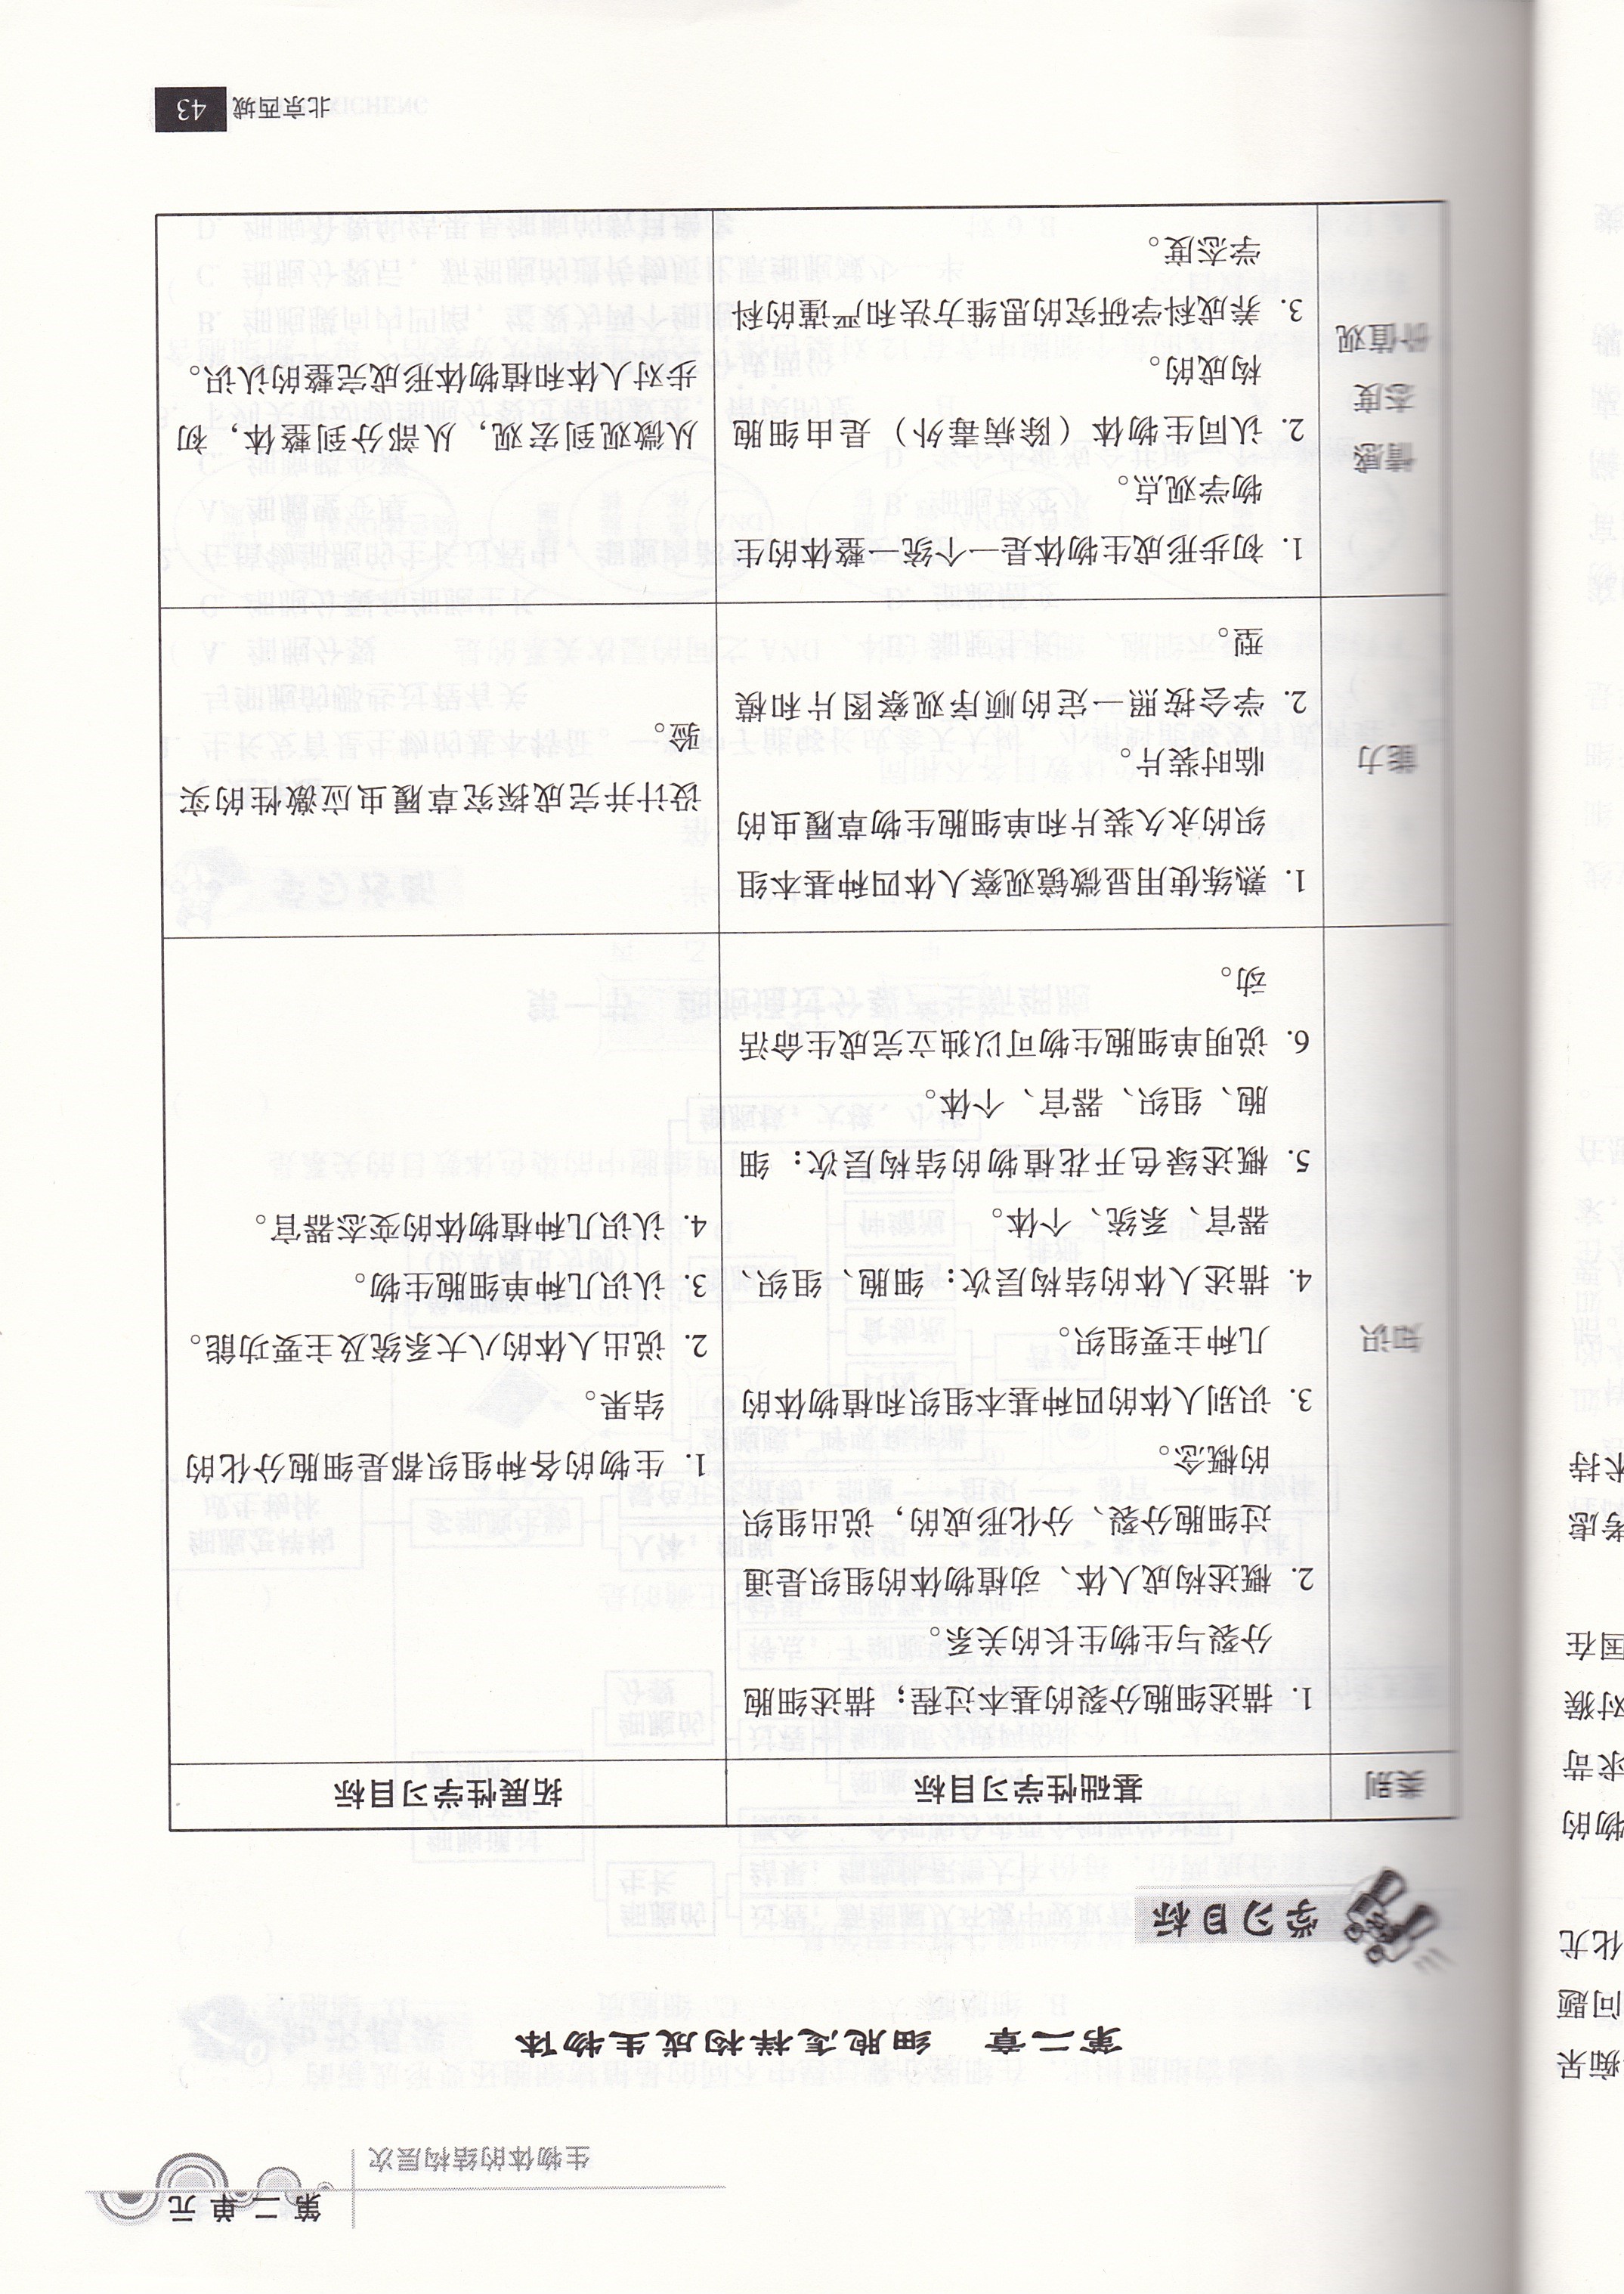 第二单元
生物体的结构层次
第二章 细胞怎样构成生物体
学习目标
类别
基础性学习目标
拓展性学习目标
知识
1. 描述细胞分裂的基本过程；描述细胞
分裂与生物生长的关系。
2. 概述构成人体、动植物体的组织是通
过细胞分裂、分化形成的，说出组织
的概念。
3. 识别人体的四种基本组织和植物体的
几种主要组织。
4. 描述人体的结构层次：细胞、组织、
器官、系统、个体。
5. 概述绿色开花植物的结构层次：细
胞、组织、器官、个体。
6. 说明单细胞生物可以独立完成生命活
动。
1. 生物的各种组织都是细胞分化的
结果。
2. 说出人体的八大系统及主要功能。
3. 认识几种单细胞生物。
4. 认识几种植物体的变态器官。
能力
1. 熟练使用显微镜观察人体四种基本组
织的永久装片和单细胞生物草履虫的
临时装片。
2. 学会按照一定的顺序观察图片和模
型。
设计并完成探究草履虫应激性的实
验。
情感
态度
价值观
1. 初步形成生物体是一个统一整体的生
物学观点。
2. 认同生物体（除病毒外）是由细胞
构成的。
3. 养成科学研究的思维方法和严谨的科
学态度。
从微观到宏观，从部分到整体，初
步对人体和植物体形成完整的认识。
北京西城 43
痴呆
问题
化尤
物的
求苛
对猴
国在
考虑
术持